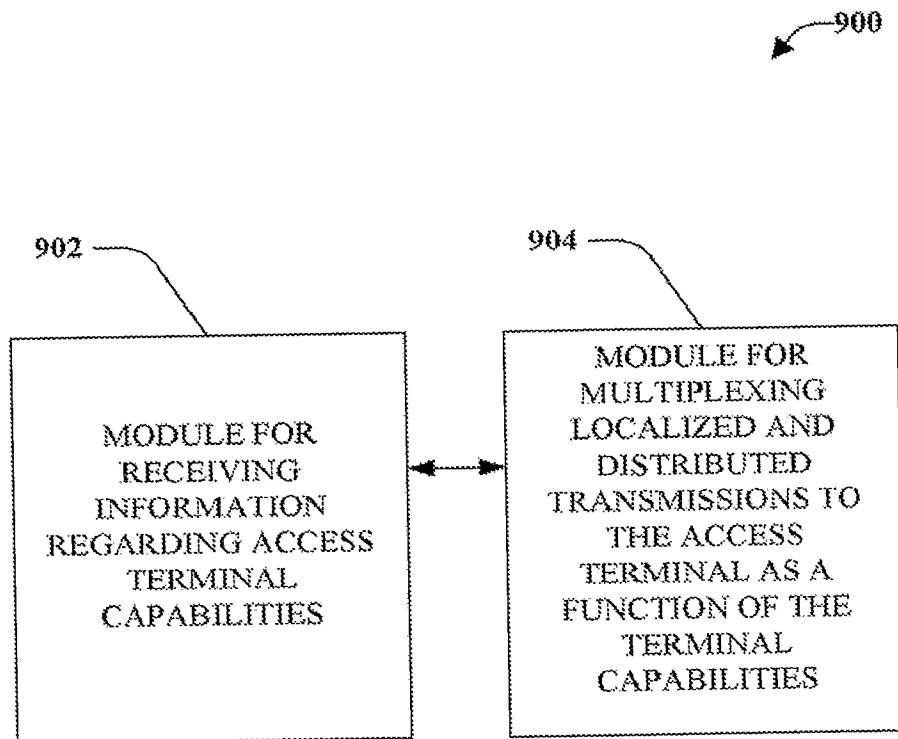 900
902
904
MODULE FOR
RECEIVING
INFORMATION
REGARDING ACCESS
TERMINAL
CAPABILITIES
MODULE FOR
MULTIPLEXING
LOCALIZED AND
DISTRIBUTED
TRANSMISSIONS TO
THE ACCESS
TERMINAL AS A
FUNCTION OF THE
TERMINAL
CAPABILITIES